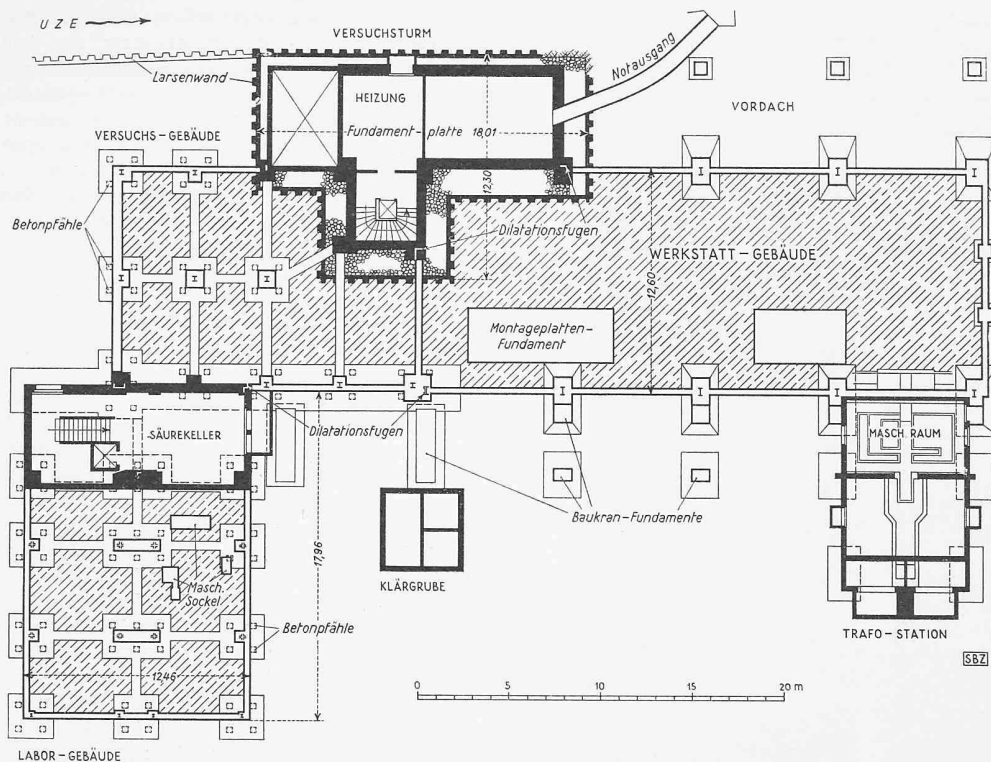 UZE
VERSUCHSTURM
Larsenwand
Notausgang
HEIZUNG
VORDACH
VERSUCHS-GEBÄUDE
Fundament-platte 18,01
12,30
Betonpfähle
Dilatationsfugen
WERKSTATT-GEBÄUDE
12,60
Montageplatten-
Fundament
SÄUREKELLER
Dilatationsfugen
MASCH. RAUM
Baukran-Fundamente
17,96
KLÄRGRUBE
Masch.
Sockel
Betonpfähle
TRAFO-STATION
SBZ
12,46
0 5 10 15 20 m
LABOR-GEBÄUDE